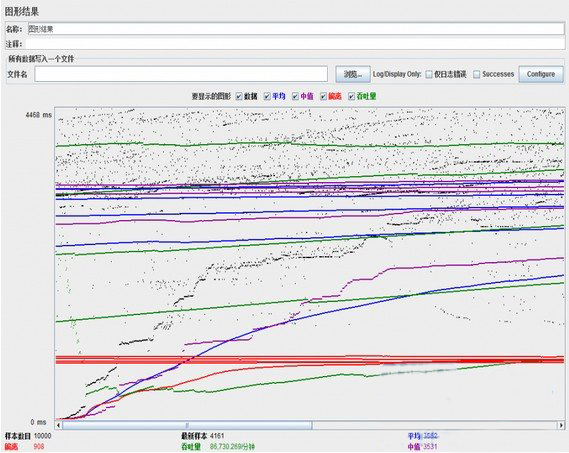 图形结果
名称: 图形结果
注释:
所有数据写入一个文件
文件名 浏览... Log/Display Only: 仅日志错误 Successes Configure
要显示的图形 数据 平均 中值 偏离 吞吐量
4468 ms
0 ms
样本数目 10000 最新样本 4161 平均 3582
偏离 908 吞吐量 86,730.269/分钟 中值 3531